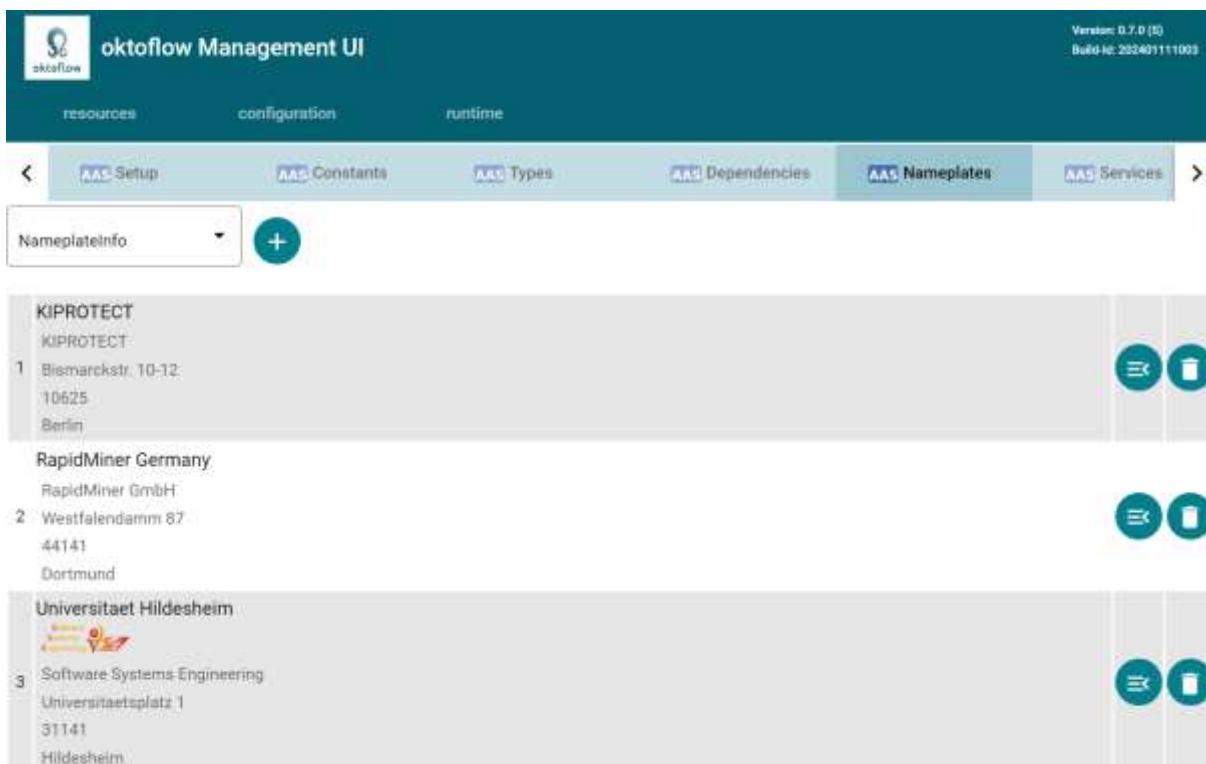 oktoflow
oktoflow Management UI
Version: 0.7.0 (S)
Build-Id: 202401111003
resources configuration runtime
AAS Setup AAS Constants AAS Types AAS Dependencies AAS Nameplates AAS Services
NameplateInfo
KIPROTECT
KIPROTECT
1 Bismarckstr. 10-12
10625
Berlin
RapidMiner Germany
RapidMiner GmbH
2 Westfalendamm 87
44141
Dortmund
Universitaet Hildesheim
3 Software Systems Engineering
Universitaetsplatz 1
31141
Hildesheim